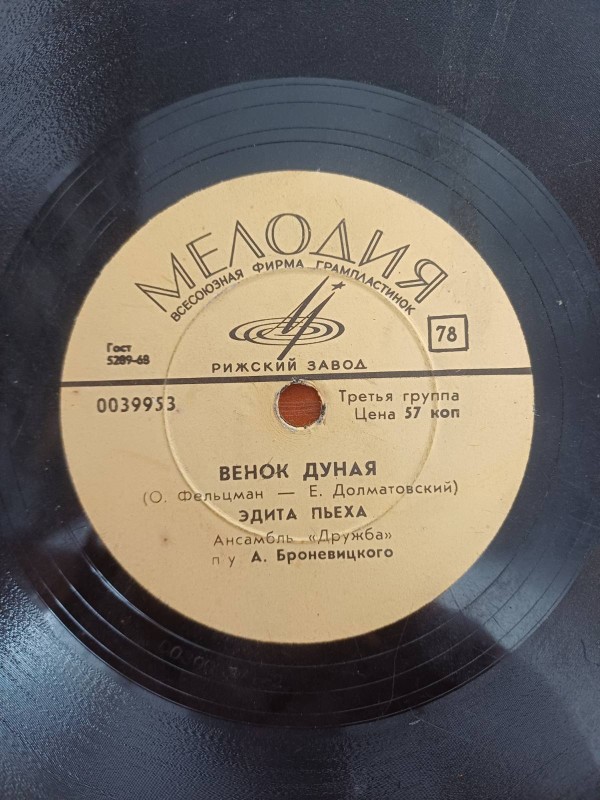 МЕЛОДИЯ
ВСЕСОЮЗНАЯ ФИРМА ГРАМПЛАСТИНОК
Гост
5289-68
78
РИЖСКИЙ ЗАВОД
0039953
Третья группа
Цена 57 коп
ВЕНОК ДУНАЯ
(О. Фельцман — Е. Долматовский)
ЭДИТА ПЬЕХА
Ансамбль «Дружба»
п у А. Броневицкого